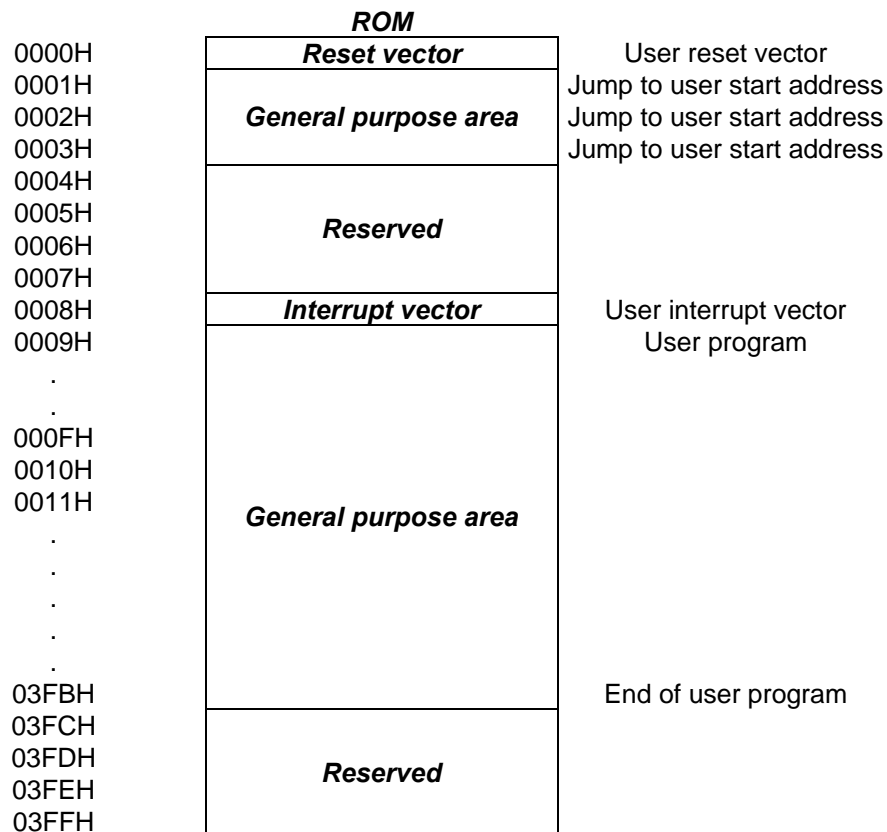 ROM
0000H Reset vector User reset vector
0001H Jump to user start address
0002H General purpose area Jump to user start address
0003H Jump to user start address
0004H
0005H
Reserved
0006H
0007H
0008H Interrupt vector User interrupt vector
0009H User program
.
.
000FH
0010H
0011H
General purpose area
.
.
.
.
.
03FBH End of user program
03FCH
03FDH
Reserved
03FEH
03FFH